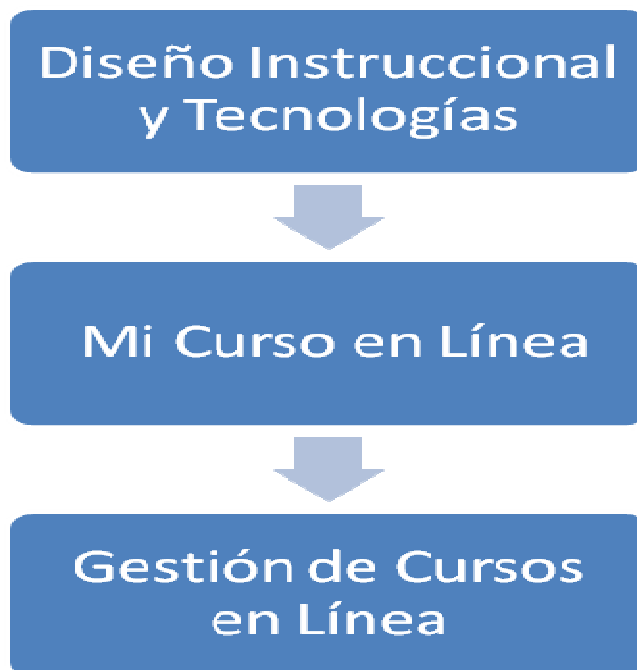 Diseño Instruccional
y Tecnologías
Mi Curso en Línea
Gestión de Cursos
en Línea